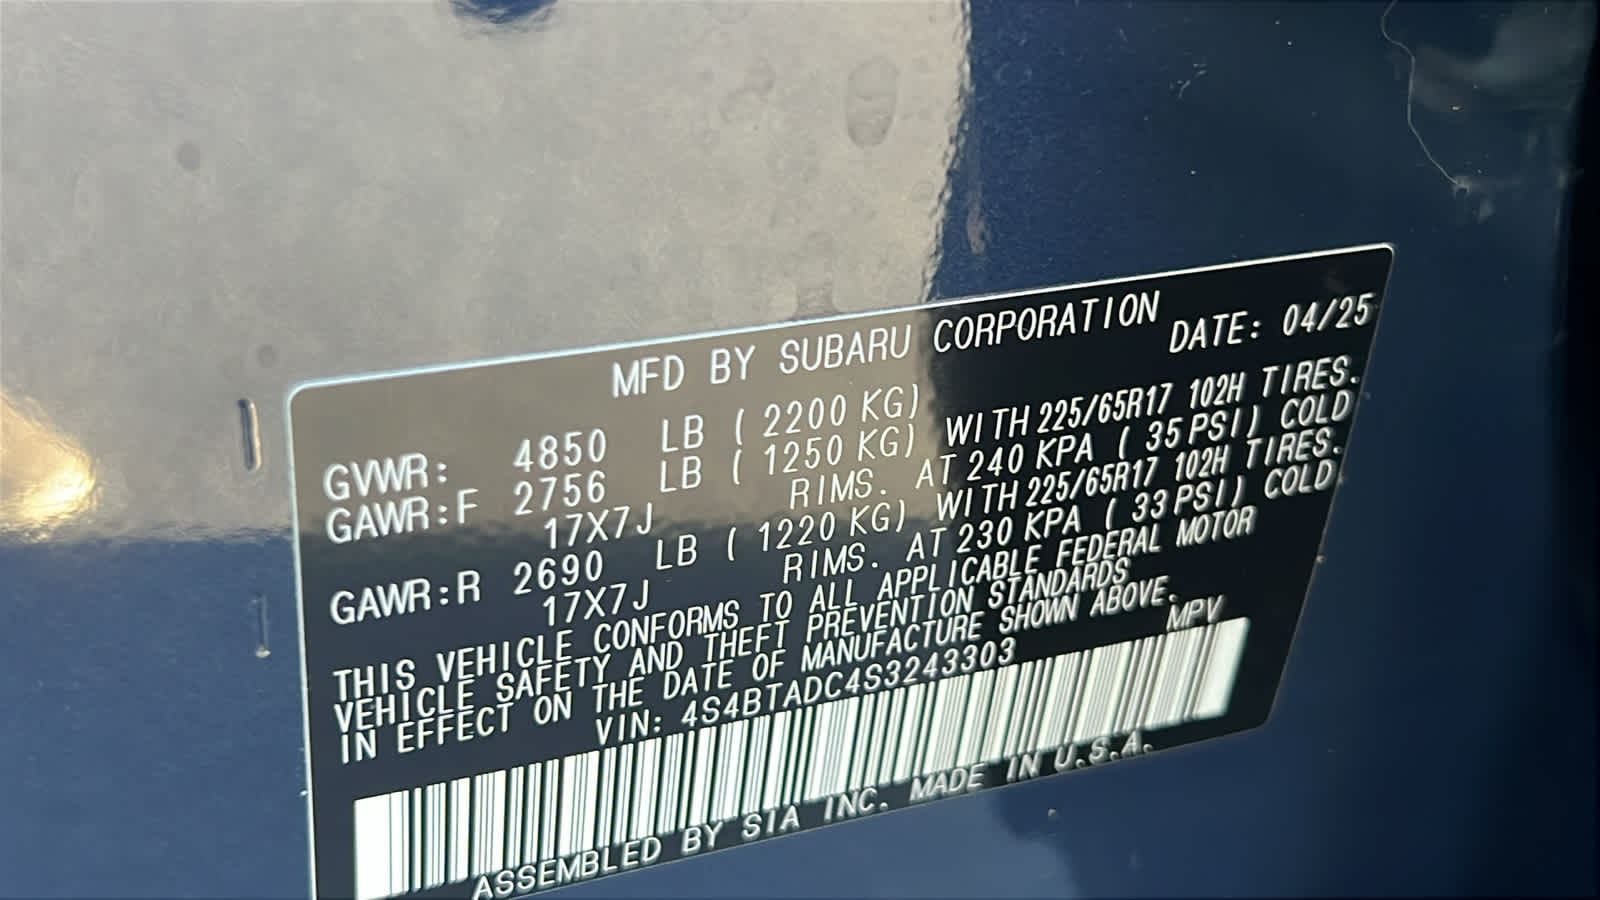 MFD BY SUBARU CORPORATION DATE: 04/25
GVWR: 4850 LB ( 2200 KG)
GAWR:F 2756 LB ( 1250 KG) WITH 225/65R17 102H TIRES.
17X7J RIMS. AT 240 KPA ( 35 PSI) COLD
GAWR:R 2690 LB ( 1220 KG) WITH 225/65R17 102H TIRES.
17X7J RIMS. AT 230 KPA ( 33 PSI) COLD.
THIS VEHICLE CONFORMS TO ALL APPLICABLE FEDERAL MOTOR
VEHICLE SAFETY AND THEFT PREVENTION STANDARDS
IN EFFECT ON THE DATE OF MANUFACTURE SHOWN ABOVE.
VIN: 4S4BTADC4S3243303 MPV
ASSEMBLED BY SIA INC. MADE IN U.S.A.